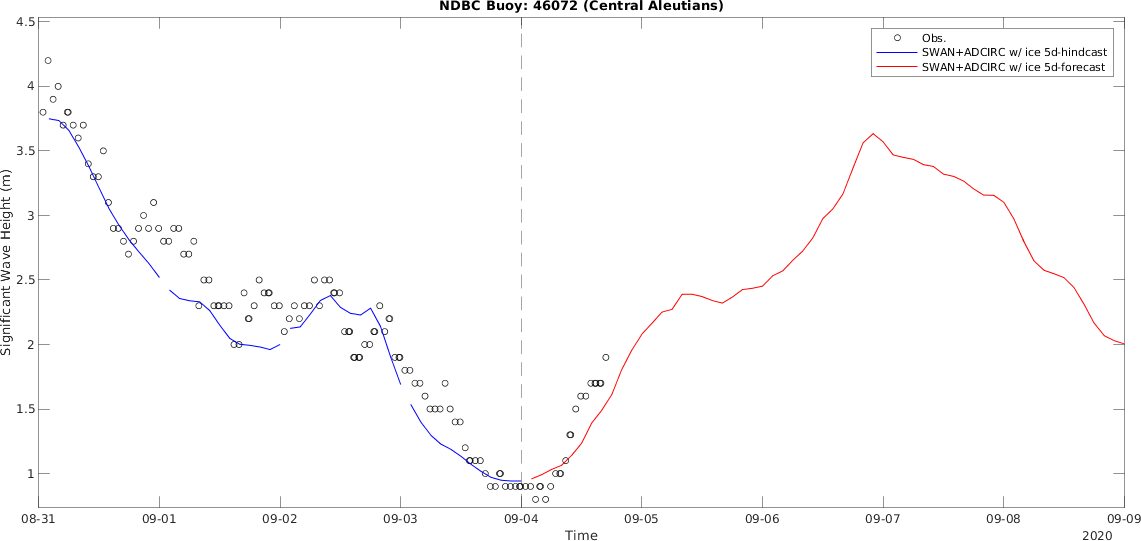 NDBC Buoy: 46072 (Central Aleutians)
4.5
4
3.5
3
2.5
2
1.5
1
Significant Wave Height (m)
Obs.
SWAN+ADCIRC w/ ice 5d-hindcast
SWAN+ADCIRC w/ ice 5d-forecast
08-31 09-01 09-02 09-03 09-04 09-05 09-06 09-07 09-08 09-09
Time
2020